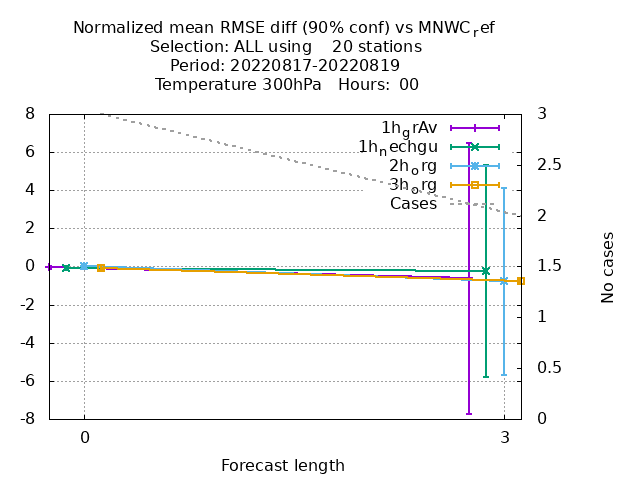 Normalized mean RMSE diff (90% conf) vs MNWC_ref
Selection: ALL using    20 stations
Period: 20220817-20220819
Temperature 300hPa   Hours:  00
8
6
4
2
0
-2
-4
-6
-8
3
2.5
2
1.5
1
0.5
0
1h_grAv
1h_nechgu
2h_org
3h_org
Cases
No cases
0
3
Forecast length